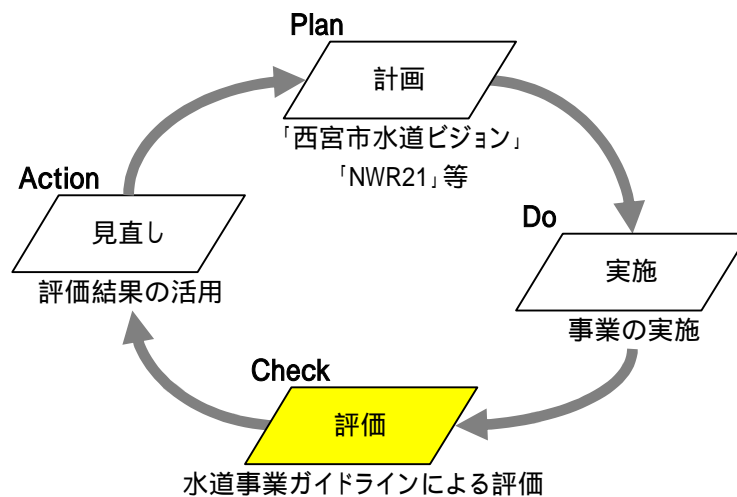 Plan
計画
「西宮市水道ビジョン」
「NWR21」等
Do
実施
事業の実施
Check
評価
水道事業ガイドラインによる評価
Action
見直し
評価結果の活用